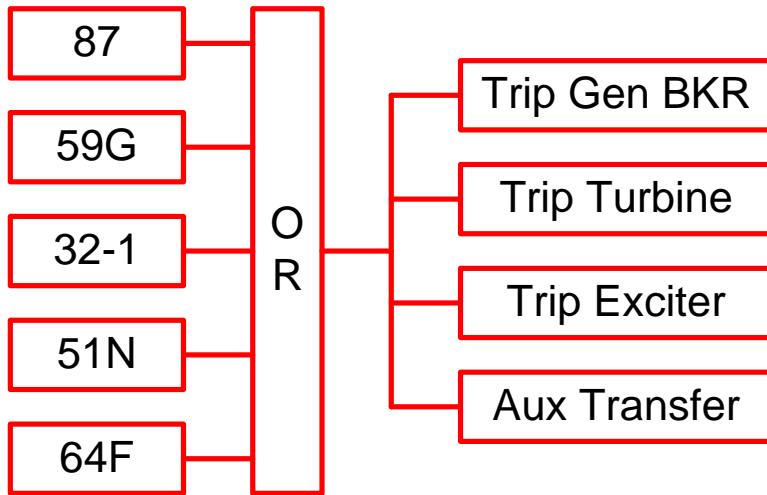 87
59G
32-1
51N
64F
O
R
Trip Gen BKR
Trip Turbine
Trip Exciter
Aux Transfer